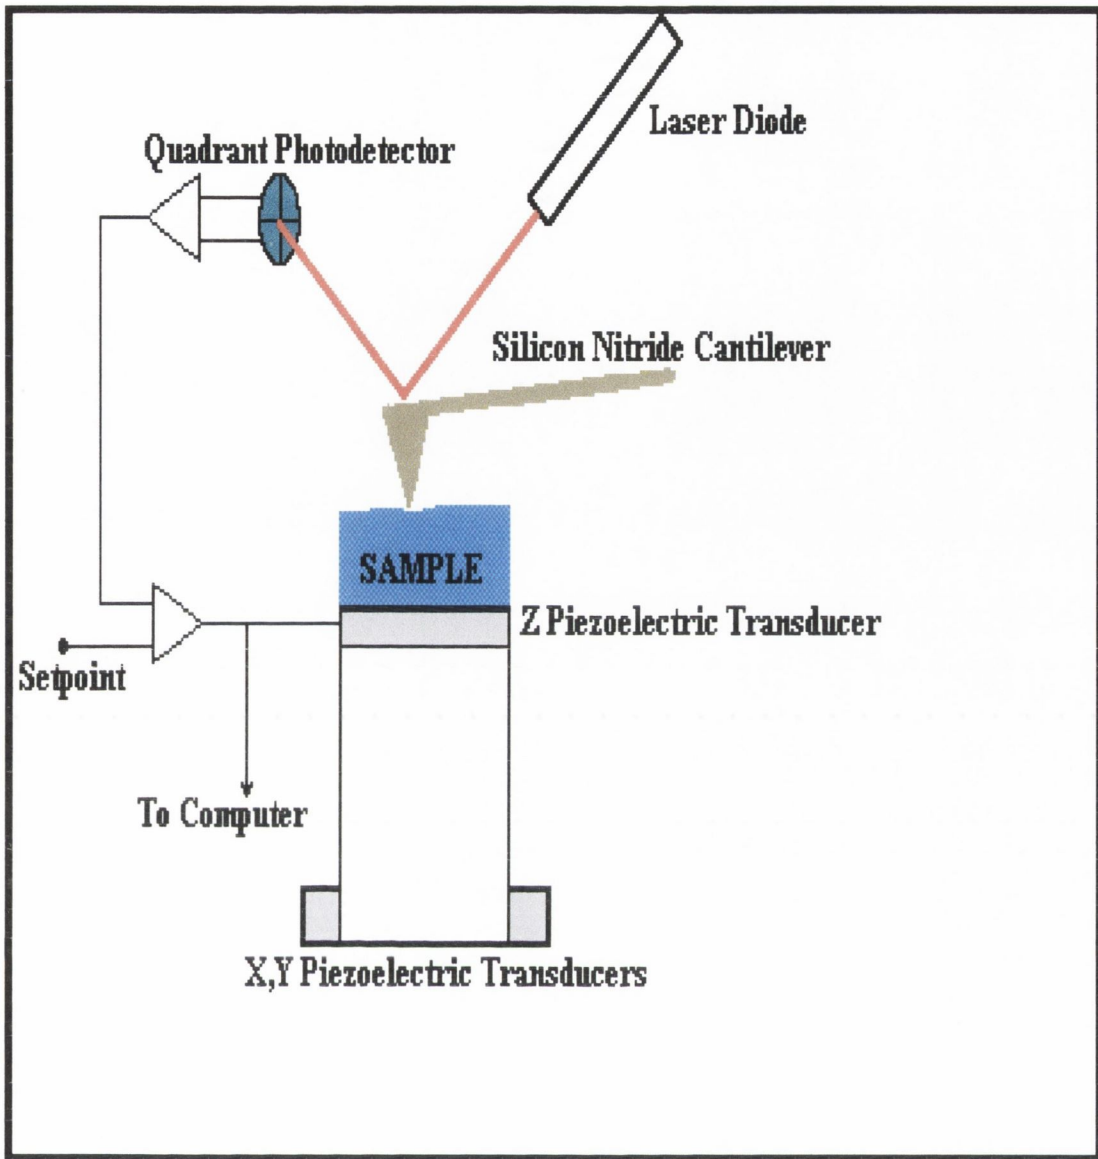 Laser Diode
Quadrant Photodetector
Silicon Nitride Cantilever
SAMPLE
Z Piezoelectric Transducer
Setpoint
To Computer
X,Y Piezoelectric Transducers